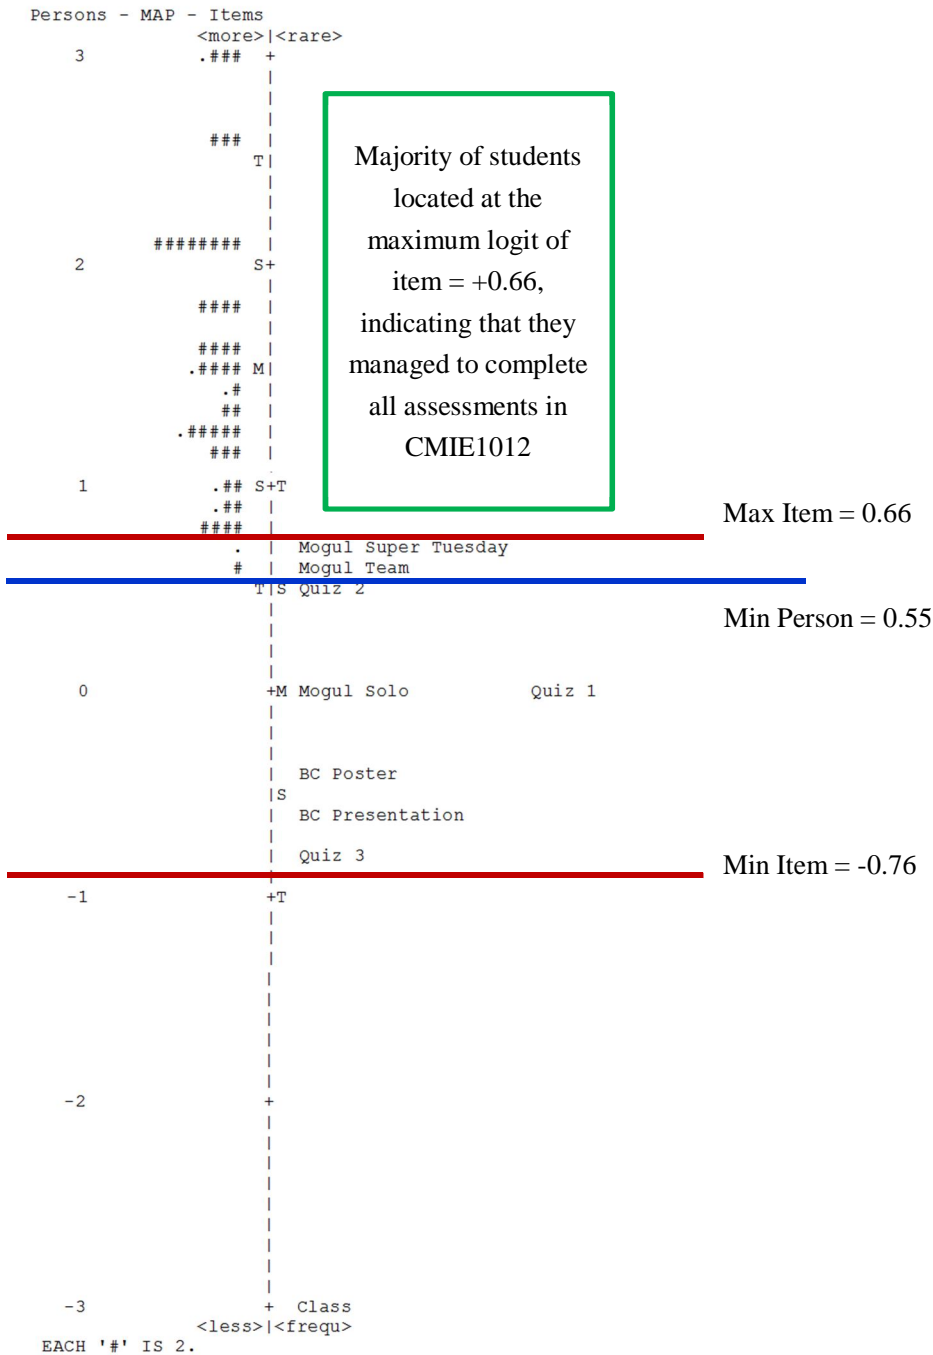 Persons - MAP - Items
<more>|<rare>
3 .### +
|
|
|
### |
T|
|
|
|
######## |
2 S+
|
#### |
|
#### |
.#### M|
.# |
## |
.##### |
### |
1 .## S+T
.## |
#### |
. | Mogul Super Tuesday
# | Mogul Team
T|S Quiz 2
|
|
|
|
0 +M Mogul Solo Quiz 1
|
|
|
| BC Poster
|S
| BC Presentation
|
| Quiz 3
|
-1 +T
|
|
|
|
|
|
|
|
|
-2 +
|
|
|
|
|
|
|
|
|
-3 + Class
<less>|<frequ>
EACH '#' IS 2.
Majority of students
located at the
maximum logit of
item = +0.66,
indicating that they
managed to complete
all assessments in
CMIE1012
Max Item = 0.66
Min Person = 0.55
Min Item = -0.76